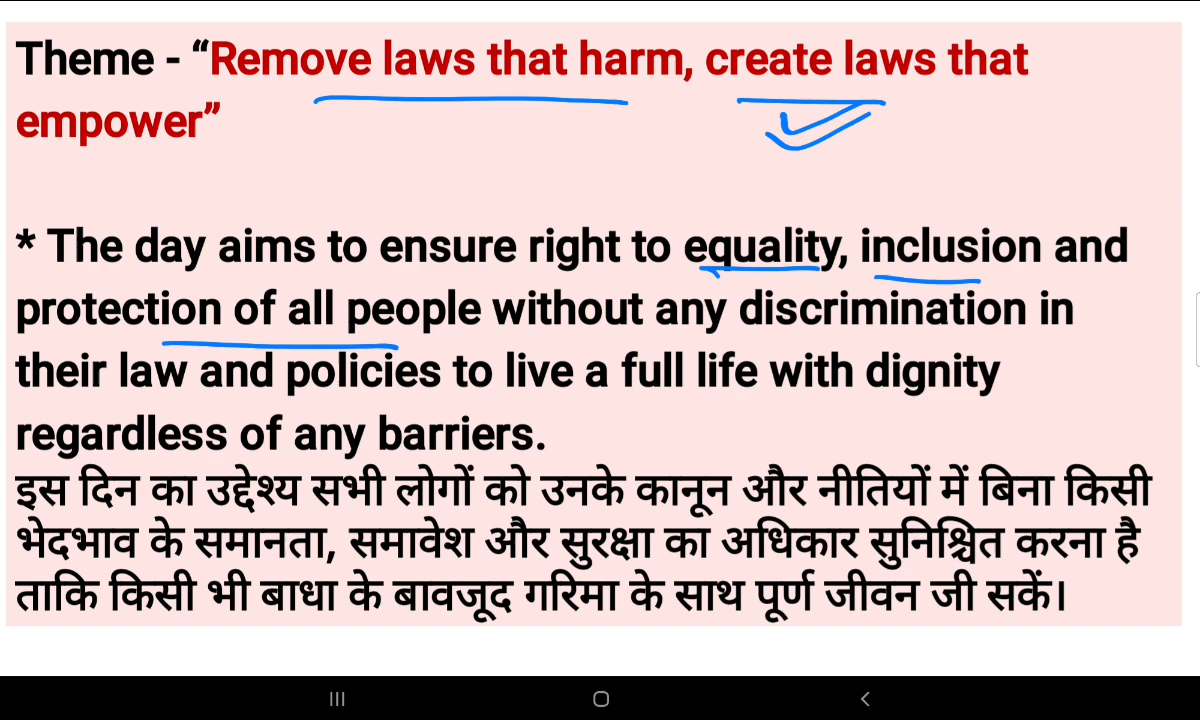 Theme - “Remove laws that harm, create laws that
empower”
* The day aims to ensure right to equality, inclusion and
protection of all people without any discrimination in
their law and policies to live a full life with dignity
regardless of any barriers.
इस दिन का उद्देश्य सभी लोगों को उनके कानून और नीतियों में बिना किसी
भेदभाव के समानता, समावेश और सुरक्षा का अधिकार सुनिश्चित करना है
ताकि किसी भी बाधा के बावजूद गरिमा के साथ पूर्ण जीवन जी सकें।